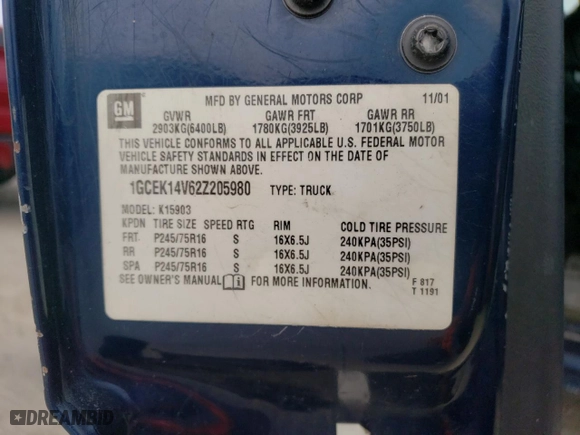 GM
MFD BY GENERAL MOTORS CORP 11/01
GVWR GAWR FRT GAWR RR
2903KG(6400LB) 1780KG(3925LB) 1701KG(3750LB)
THIS VEHICLE CONFORMS TO ALL APPLICABLE U.S. FEDERAL MOTOR
VEHICLE SAFETY STANDARDS IN EFFECT ON THE DATE OF
MANUFACTURE SHOWN ABOVE.
1GCEK14V62Z205980 TYPE: TRUCK
MODEL: K15903
KPDN TIRE SIZE SPEED RTG RIM COLD TIRE PRESSURE
FRT. P245/75R16 S 16X6.5J 240KPA(35PSI)
RR P245/75R16 S 16X6.5J 240KPA(35PSI)
SPA P245/75R16 S 16X6.5J 240KPA(35PSI)
SEE OWNER'S MANUAL FOR MORE INFORMATION.
F 817
T 1191
DREAMBID